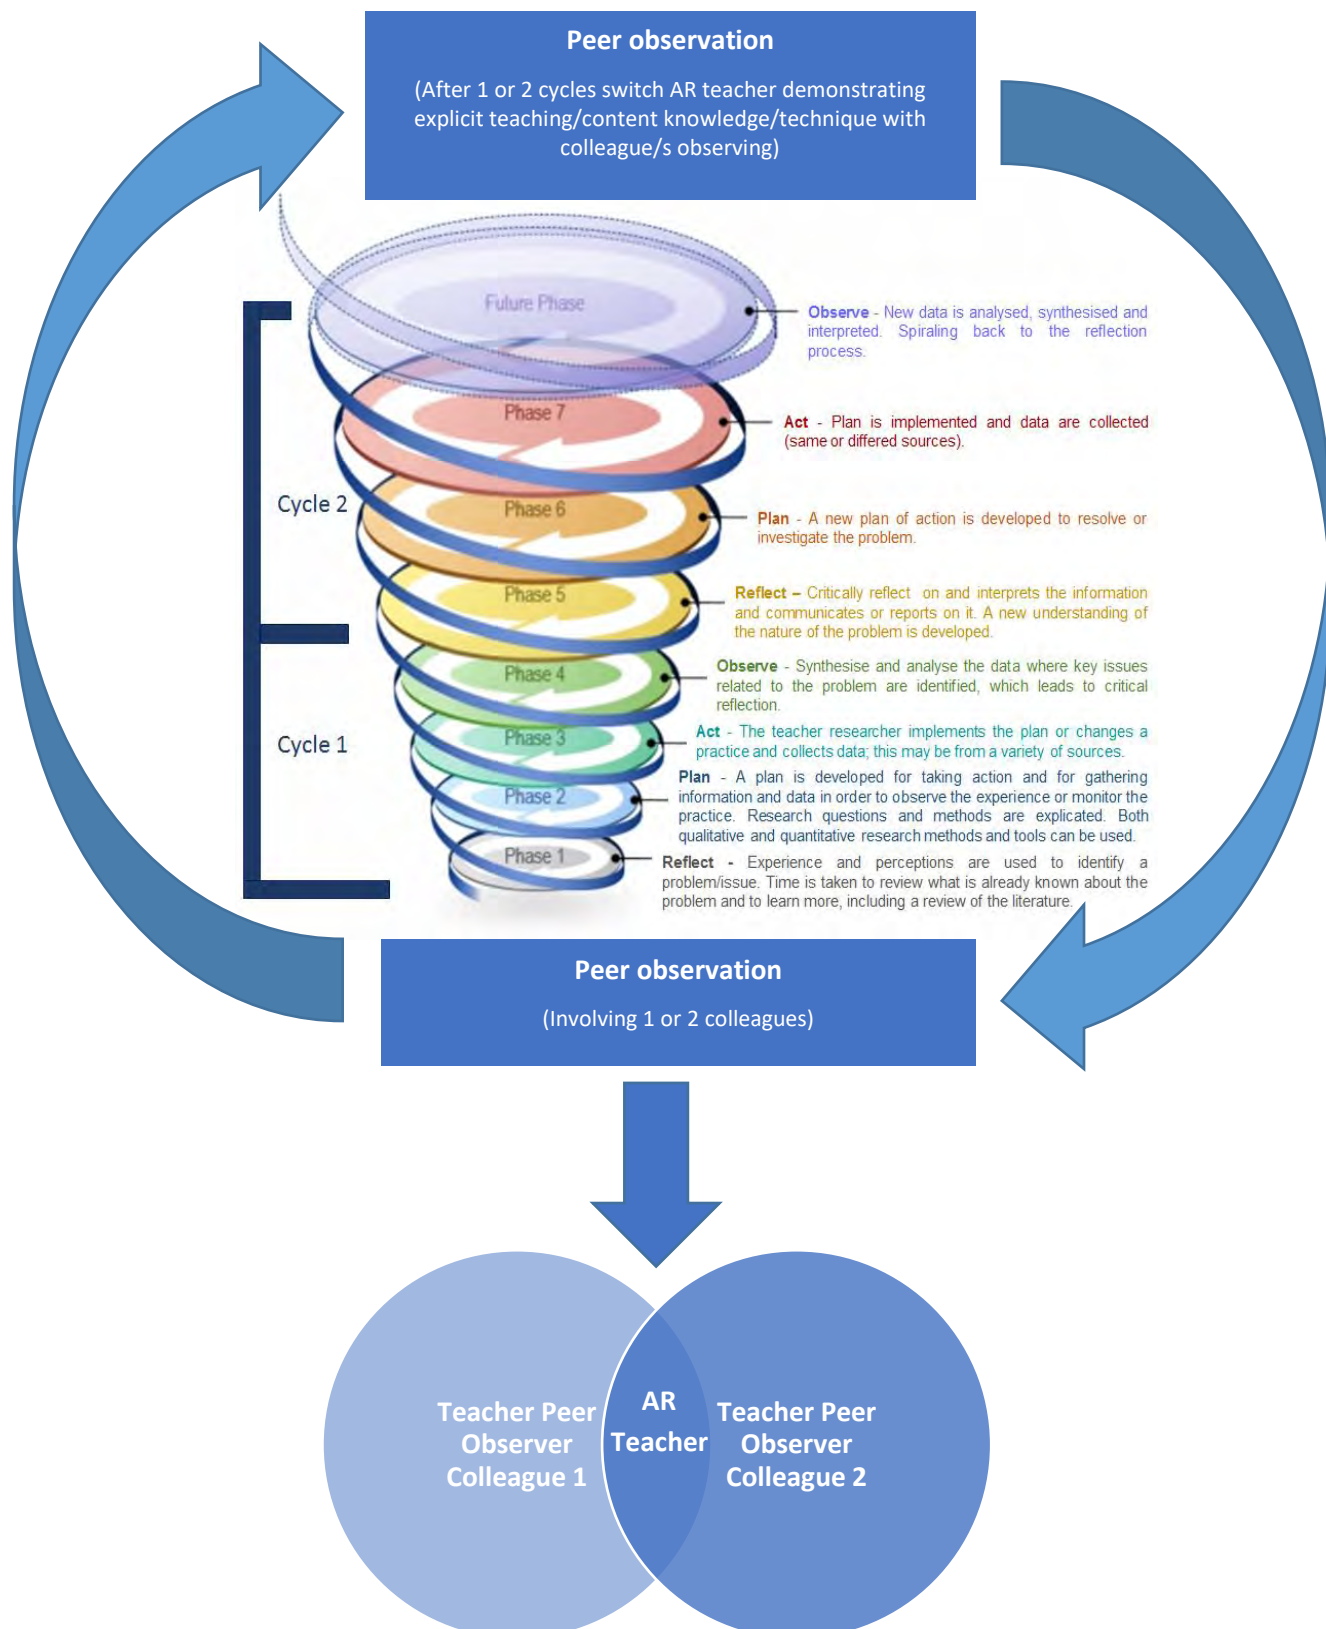 Peer observation
(After 1 or 2 cycles switch AR teacher demonstrating
explicit teaching/content knowledge/technique with
colleague/s observing)
Future Phase
Observe - New data is analysed, synthesised and
interpreted. Spiraling back to the reflection
process.
Phase 7
Act - Plan is implemented and data are collected
(same or differed sources).
Cycle 2
Phase 6
Plan - A new plan of action is developed to resolve or
investigate the problem.
Phase 5
Reflect – Critically reflect on and interprets the information
and communicates or reports on it. A new understanding of
the nature of the problem is developed.
Phase 4
Observe - Synthesise and analyse the data where key issues
related to the problem are identified, which leads to critical
reflection.
Cycle 1
Phase 3
Act - The teacher researcher implements the plan or changes a
practice and collects data; this may be from a variety of sources.
Phase 2
Plan - A plan is developed for taking action and for gathering
information and data in order to observe the experience or monitor the
practice. Research questions and methods are explicated. Both
qualitative and quantitative research methods and tools can be used.
Phase 1
Reflect - Experience and perceptions are used to identify a
problem/issue. Time is taken to review what is already known about the
problem and to learn more, including a review of the literature.
Peer observation
(Involving 1 or 2 colleagues)
Teacher Peer
Observer
Colleague 1
AR
Teacher
Teacher Peer
Observer
Colleague 2